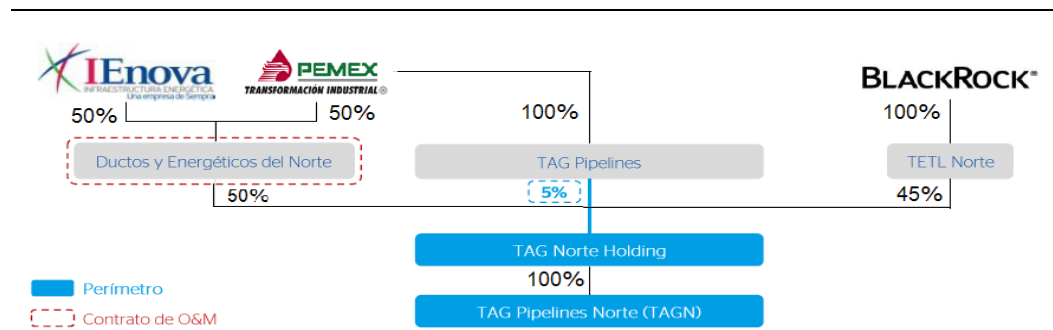 IEnova
INFRAESTRUCTURA ENERGÉTICA
Una empresa de Sempra
PEMEX
TRANSFORMACIÓN INDUSTRIAL®
BLACKROCK®
50%
50%
100%
100%
Ductos y Energéticos del Norte
TAG Pipelines
TETL Norte
50%
5%
45%
TAG Norte Holding
100%
Perímetro
TAG Pipelines Norte (TAGN)
Contrato de O&M